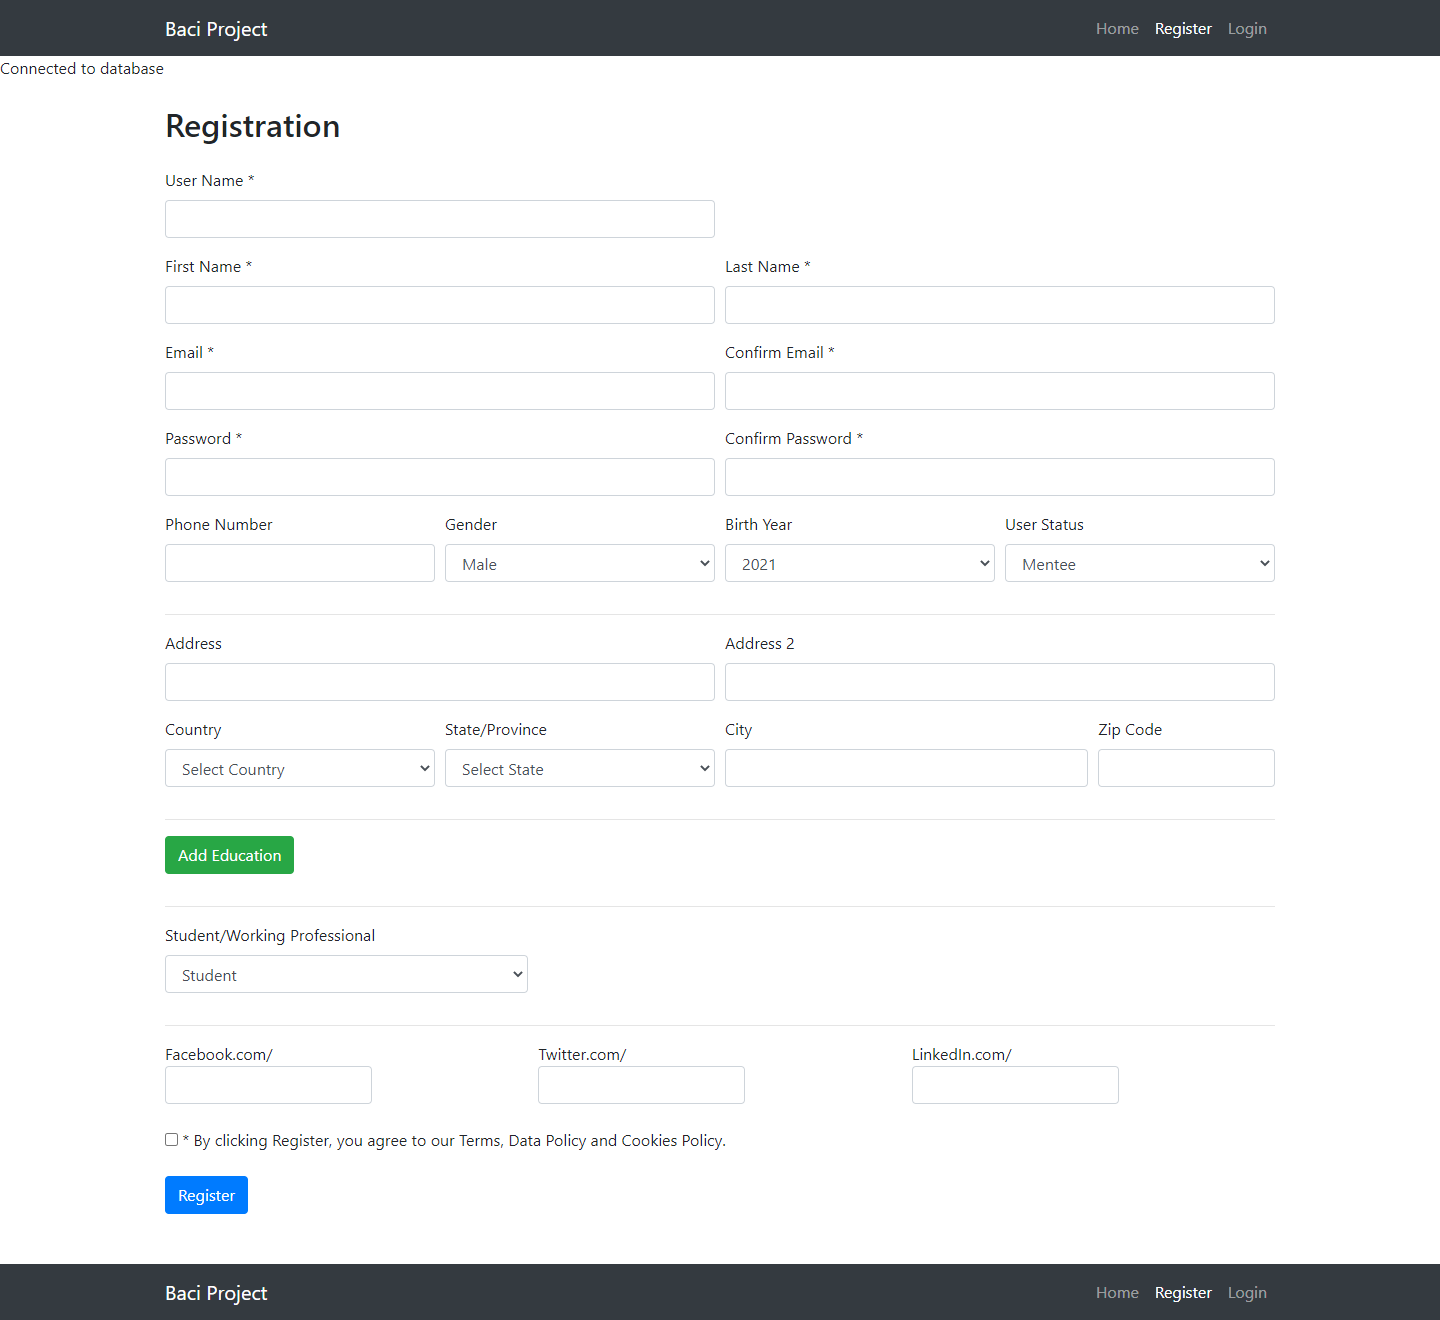 Baci Project Home Register Login
Connected to database
Registration
User Name *
First Name * Last Name *
Email * Confirm Email *
Password * Confirm Password *
Phone Number Gender Birth Year User Status
Male 2021 Mentee
Address Address 2
Country State/Province City Zip Code
Select Country Select State
Add Education
Student/Working Professional
Student
Facebook.com/ Twitter.com/ LinkedIn.com/
* By clicking Register, you agree to our Terms, Data Policy and Cookies Policy.
Register
Baci Project Home Register Login